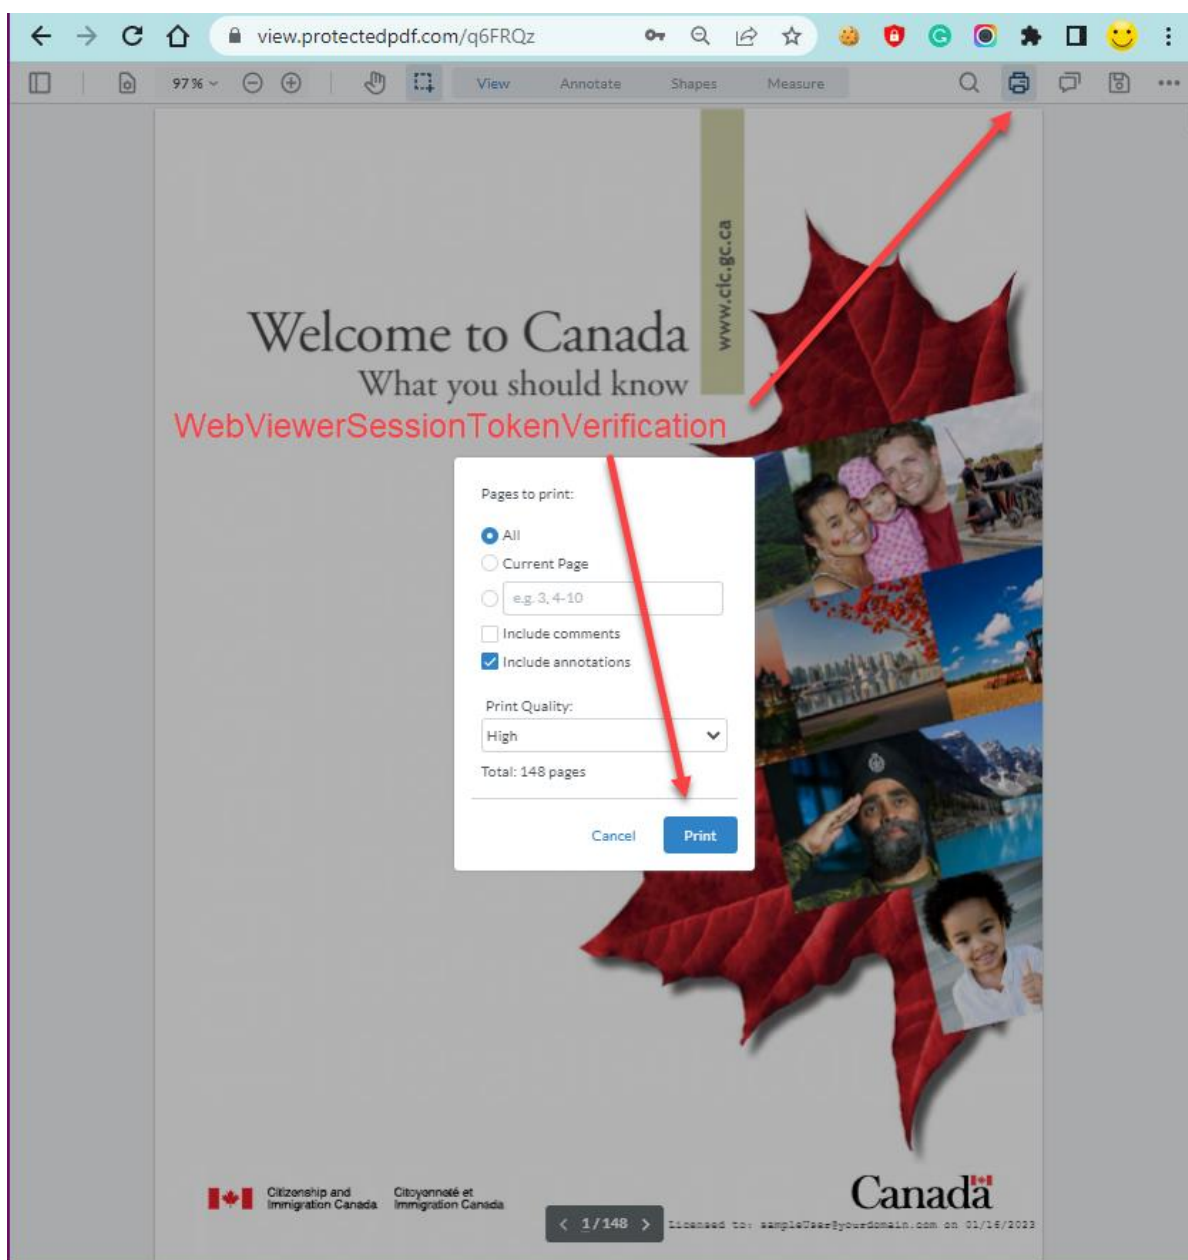 view.protectedpdf.com/q6FRQz
97%
View Annotate Shapes Measure
www.cic.gc.ca
Welcome to Canada
What you should know
WebViewerSessionTokenVerification
Pages to print:
All
Current Page
e.g. 3, 4-10
Include comments
Include annotations
Print Quality:
High
Total: 148 pages
Cancel Print
Citizenship and
Immigration Canada
Citoyenneté et
Immigration Canada
Canada
1/148
Licensed to: sampleUser@yourdomain.com on 01/16/2023